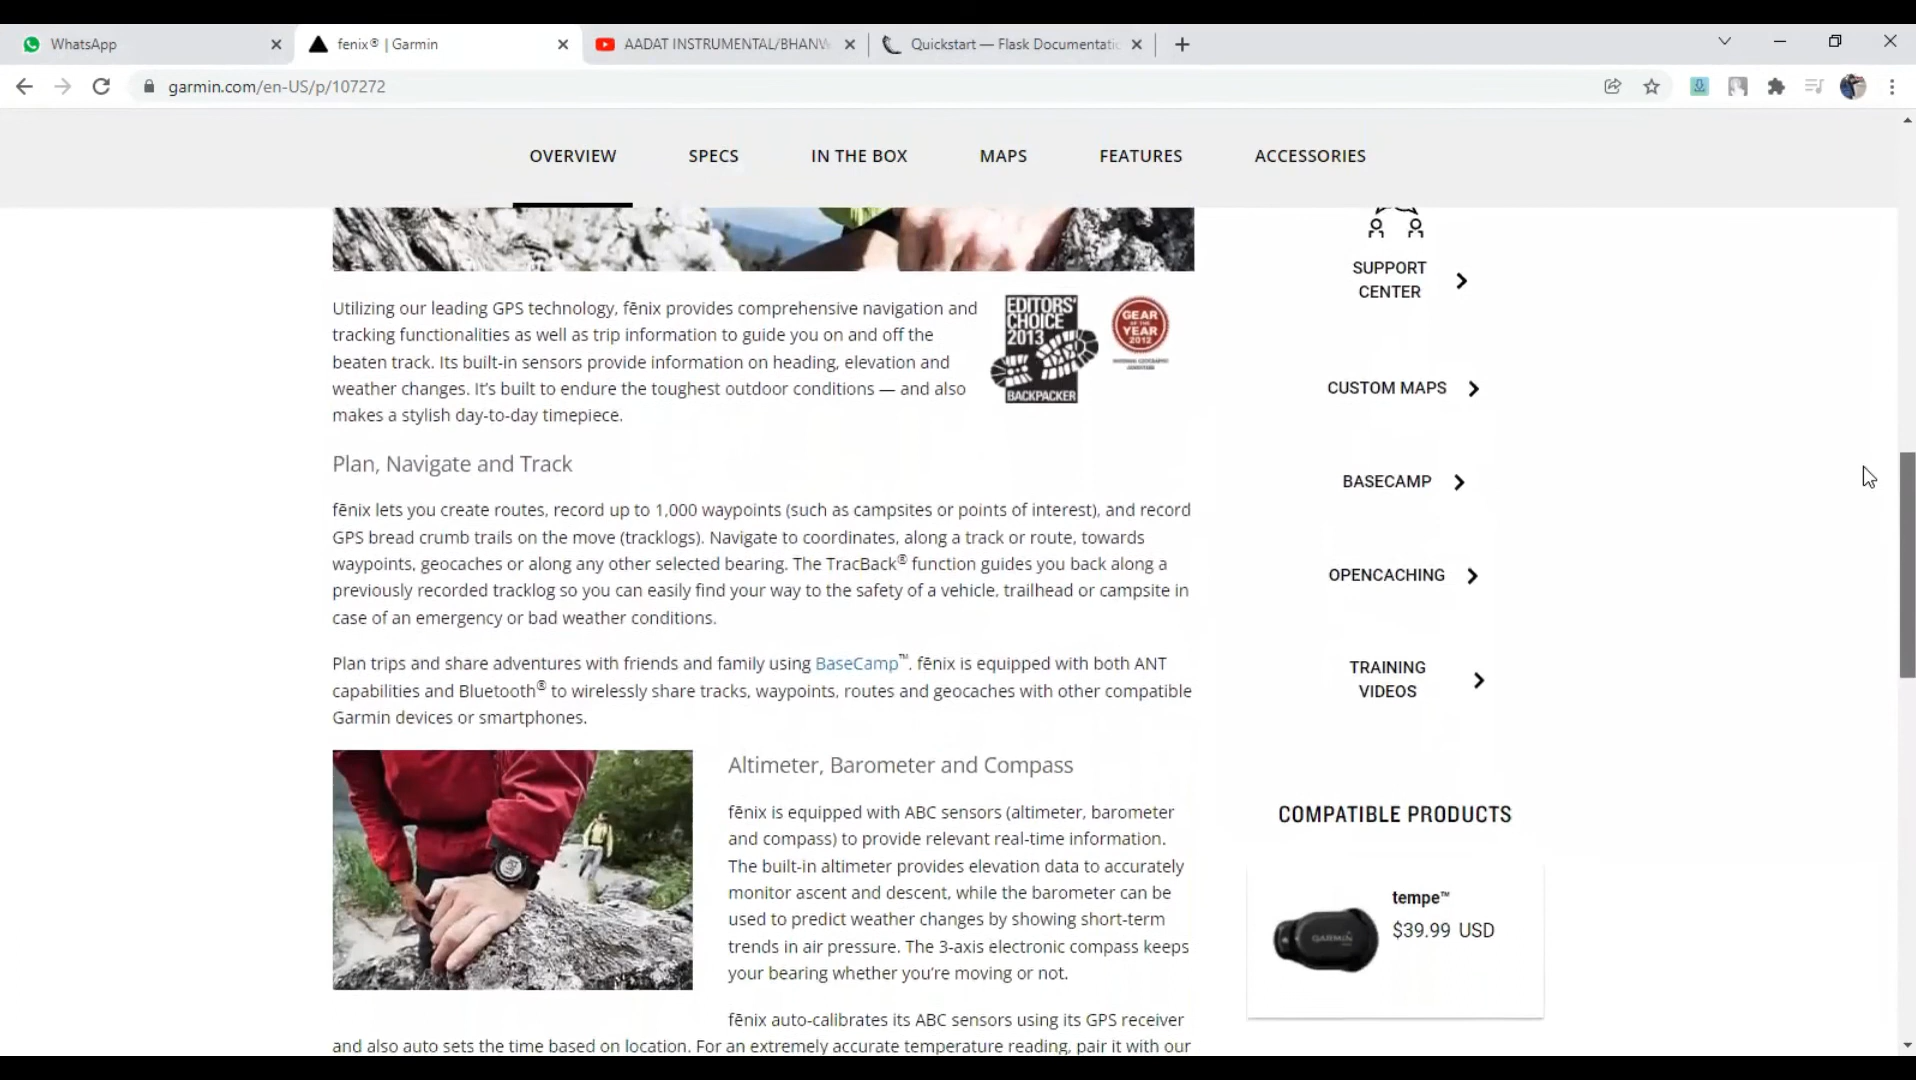 WhatsApp
fenix® | Garmin
AADAT INSTRUMENTAL/BHANW
Quickstart — Flask Documentatic
garmin.com/en-US/p/107272
OVERVIEW
SPECS
IN THE BOX
MAPS
FEATURES
ACCESSORIES
Utilizing our leading GPS technology, fēnix provides comprehensive navigation and
tracking functionalities as well as trip information to guide you on and off the
beaten track. Its built-in sensors provide information on heading, elevation and
weather changes. It's built to endure the toughest outdoor conditions — and also
makes a stylish day-to-day timepiece.
EDITORS'
CHOICE
2013
BACKPACKER
GEAR
OF THE
YEAR
2012
Plan, Navigate and Track
fēnix lets you create routes, record up to 1,000 waypoints (such as campsites or points of interest), and record
GPS bread crumb trails on the move (tracklogs). Navigate to coordinates, along a track or route, towards
waypoints, geocaches or along any other selected bearing. The TracBack® function guides you back along a
previously recorded tracklog so you can easily find your way to the safety of a vehicle, trailhead or campsite in
case of an emergency or bad weather conditions.
Plan trips and share adventures with friends and family using BaseCamp™. fēnix is equipped with both ANT
capabilities and Bluetooth® to wirelessly share tracks, waypoints, routes and geocaches with other compatible
Garmin devices or smartphones.
Altimeter, Barometer and Compass
fēnix is equipped with ABC sensors (altimeter, barometer
and compass) to provide relevant real-time information.
The built-in altimeter provides elevation data to accurately
monitor ascent and descent, while the barometer can be
used to predict weather changes by showing short-term
trends in air pressure. The 3-axis electronic compass keeps
your bearing whether you're moving or not.
fēnix auto-calibrates its ABC sensors using its GPS receiver
and also auto sets the time based on location. For an extremely accurate temperature reading, pair it with our
SUPPORT
CENTER
CUSTOM MAPS
BASECAMP
OPENCACHING
TRAINING
VIDEOS
COMPATIBLE PRODUCTS
GARMIN
tempe™
$39.99 USD